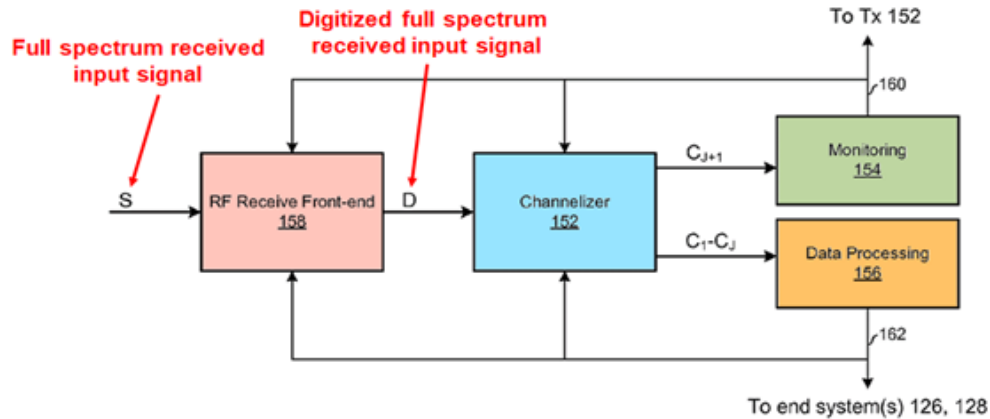 To Tx 152
Full spectrum received
input signal
Digitized full spectrum
received input signal
160
S
RF Receive Front-end
158
D
Channelizer
152
CJ+1
Monitoring
154
C1-CJ
Data Processing
156
162
To end system(s) 126, 128